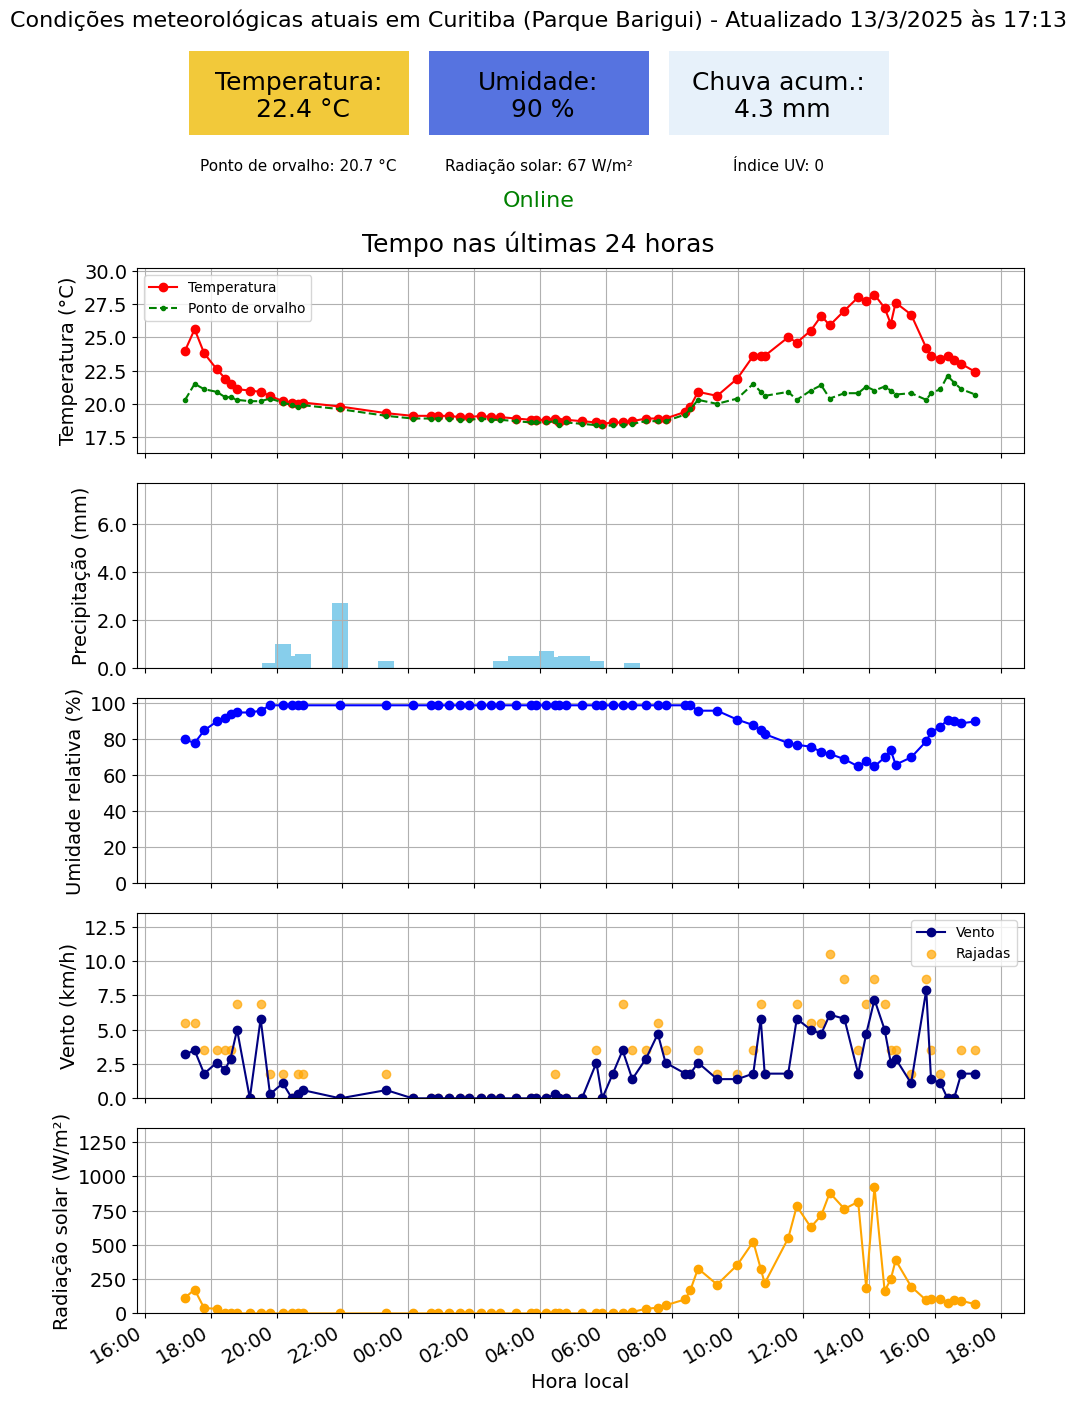 Condições meteorológicas atuais em Curitiba (Parque Barigui) - Atualizado 13/3/2025 às 17:13
Temperatura:
22.4 °C
Umidade:
90 %
Chuva acum.:
4.3 mm
Ponto de orvalho: 20.7 °C
Radiação solar: 67 W/m²
Índice UV: 0
Online
Tempo nas últimas 24 horas
Temperatura (°C)
30.0
27.5
25.0
22.5
20.0
17.5
Temperatura
Ponto de orvalho
Precipitação (mm)
6.0
4.0
2.0
0.0
Umidade relativa (%)
100
80
60
40
20
0
Vento (km/h)
12.5
10.0
7.5
5.0
2.5
0.0
Vento
Rajadas
Radiação solar (W/m²)
1250
1000
750
500
250
0
16:00
18:00
20:00
22:00
00:00
02:00
04:00
06:00
08:00
10:00
12:00
14:00
16:00
18:00
Hora local